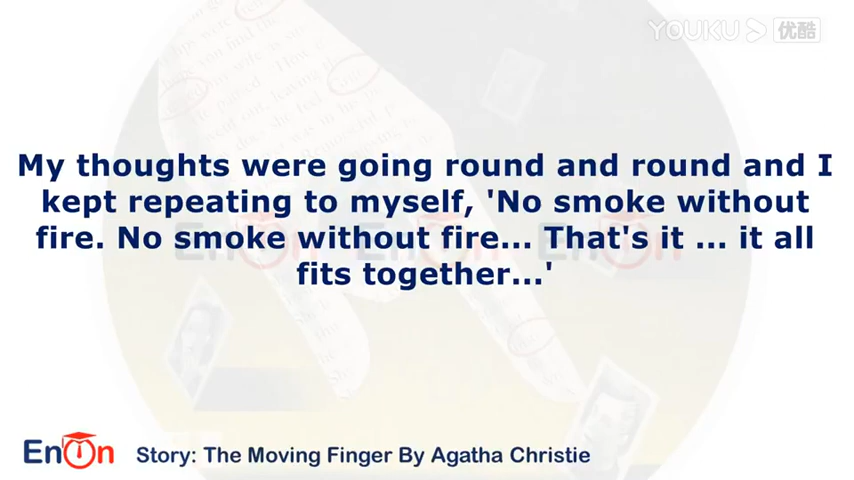 YOUKU 优酷
My thoughts were going round and round and I
kept repeating to myself, 'No smoke without
fire. No smoke without fire... That's it ... it all
fits together...'
EnOn
Story: The Moving Finger By Agatha Christie